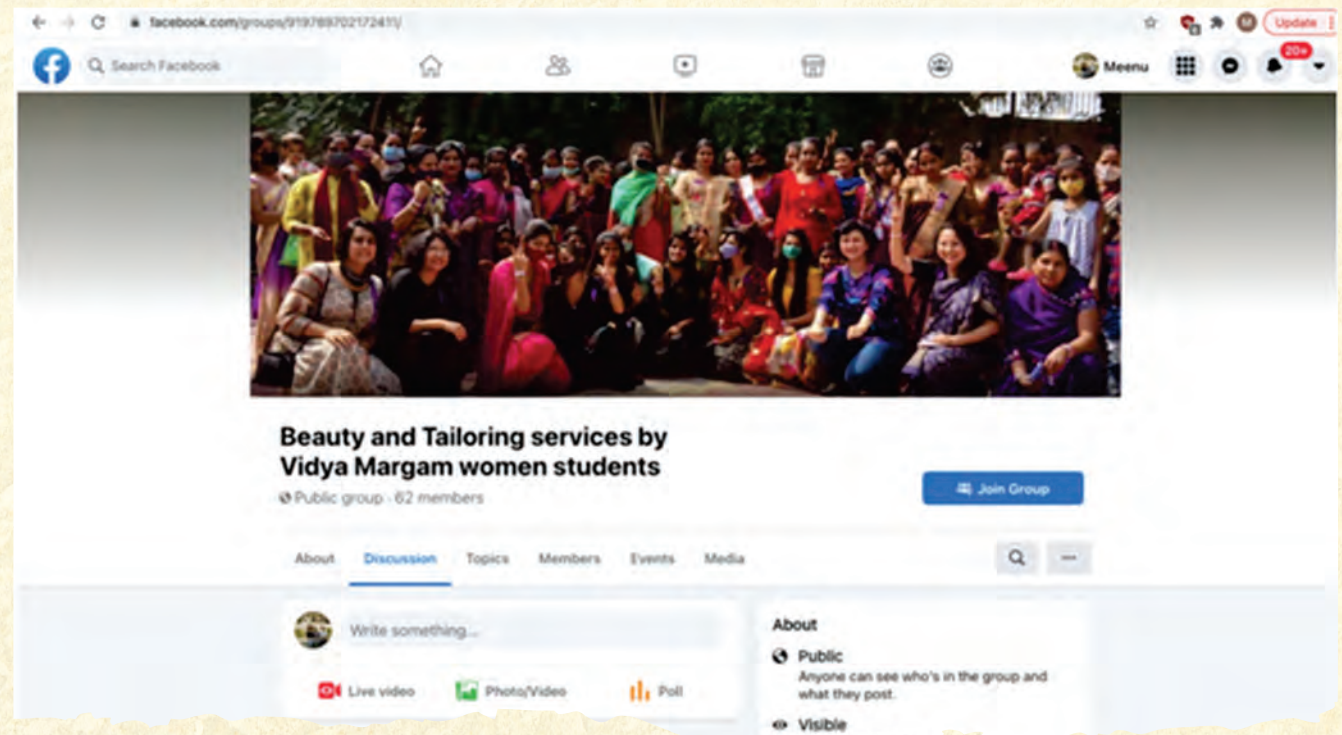 facebook.com/groups/919789702172411/
Update
Search Facebook
Meenu
20+
Beauty and Tailoring services by
Vidya Margam women students
Public group · 62 members
Join Group
About Discussion Topics Members Events Media
Write something...
Live video Photo/Video Poll
About
Public
Anyone can see who's in the group and
what they post.
Visible